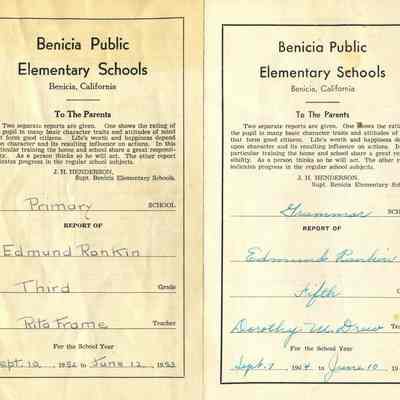 Benicia Public
Elementary Schools
Benicia, California
To The Parents
Two separate reports are given. One shows the rating of
the pupil in many basic character traits and attitudes of mind
that form good citizens. Life's worth and happiness depend
upon character and its resulting influence on actions. In this
particular training the home and school share a great responsi-
bility. As a person thinks so will he act. The other report
indicates progress in the regular school subjects.
J. H. HENDERSON,
Supt. Benicia Elementary Schools.
Primary SCHOOL
REPORT OF
Edmund Rankin
Third Grade
Rita Frame Teacher
For the School Year
Sept. 10 1952 to June 12, 1953
Benicia Public
Elementary Schools
Benicia, California
To The Parents
Two separate reports are given. One shows the rating of
the pupil in many basic character traits and attitudes of
that form good citizens. Life's worth and happiness depend
upon character and its resulting influence on actions. In this
particular training the home and school share a great respon
sibility. As a person thinks so will he act. The other report
indicates progress in the regular school subjects.
J. H. HENDERSON,
Supt. Benicia Elementary
Grammar
REPORT OF
Edmund Rankin
Fifth
Dorothy M. Drew Teacher
For the School Year
Sept. 7 to June 10 19